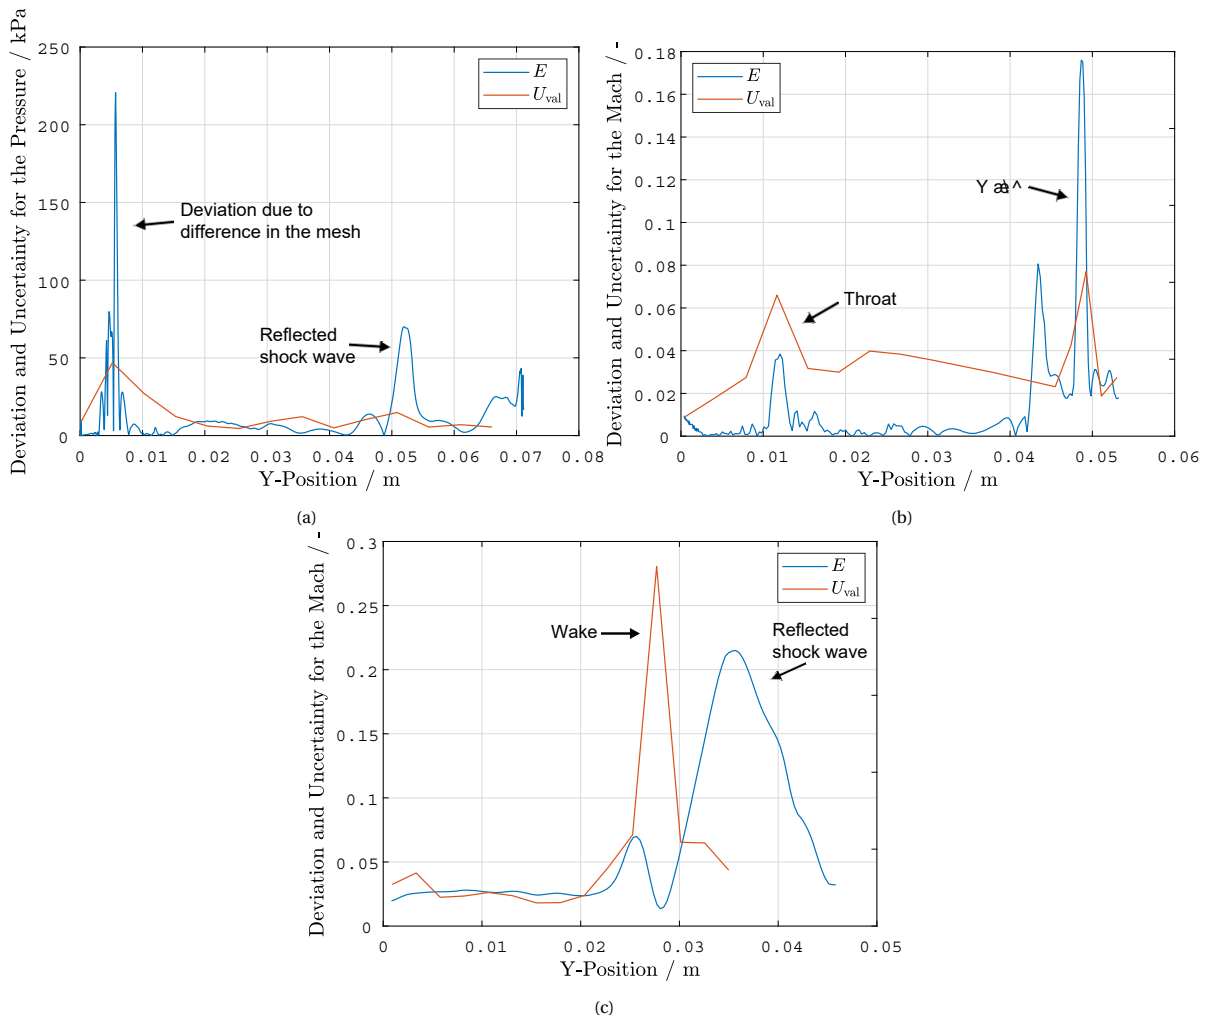 Deviation and Uncertainty for the Pressure / kPa
250
200
150
100
50
0
E
U_val
Deviation due to
difference in the mesh
Reflected
shock wave
0 0.01 0.02 0.03 0.04 0.05 0.06 0.07 0.08
Y-Position / m
(a)
Deviation and Uncertainty for the Mach / -
0.18
0.16
0.14
0.12
0.1
0.08
0.06
0.04
0.02
0
E
U_val
Throat
0 0.01 0.02 0.03 0.04 0.05 0.06
Y-Position / m
(b)
Deviation and Uncertainty for the Mach / -
0.3
0.25
0.2
0.15
0.1
0.05
0
E
U_val
Wake
Reflected
shock wave
0 0.01 0.02 0.03 0.04 0.05
Y-Position / m
(c)